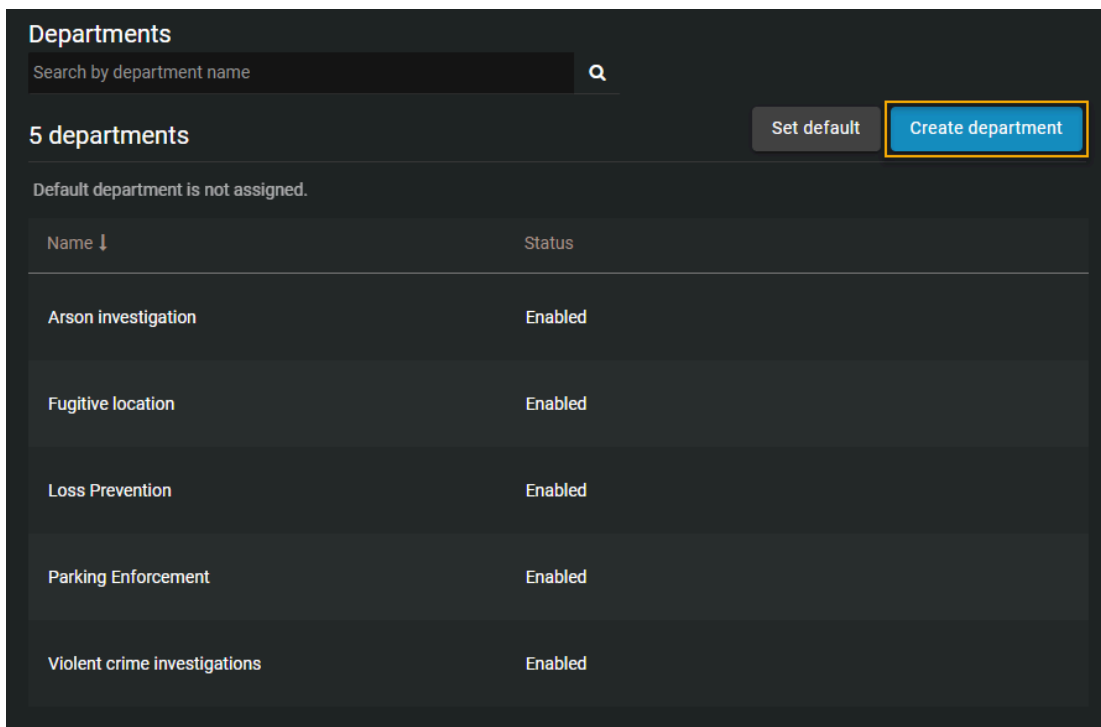 Departments
Search by department name
5 departments
Set default
Create department
Default department is not assigned.
Name Status
Arson investigation Enabled
Fugitive location Enabled
Loss Prevention Enabled
Parking Enforcement Enabled
Violent crime investigations Enabled